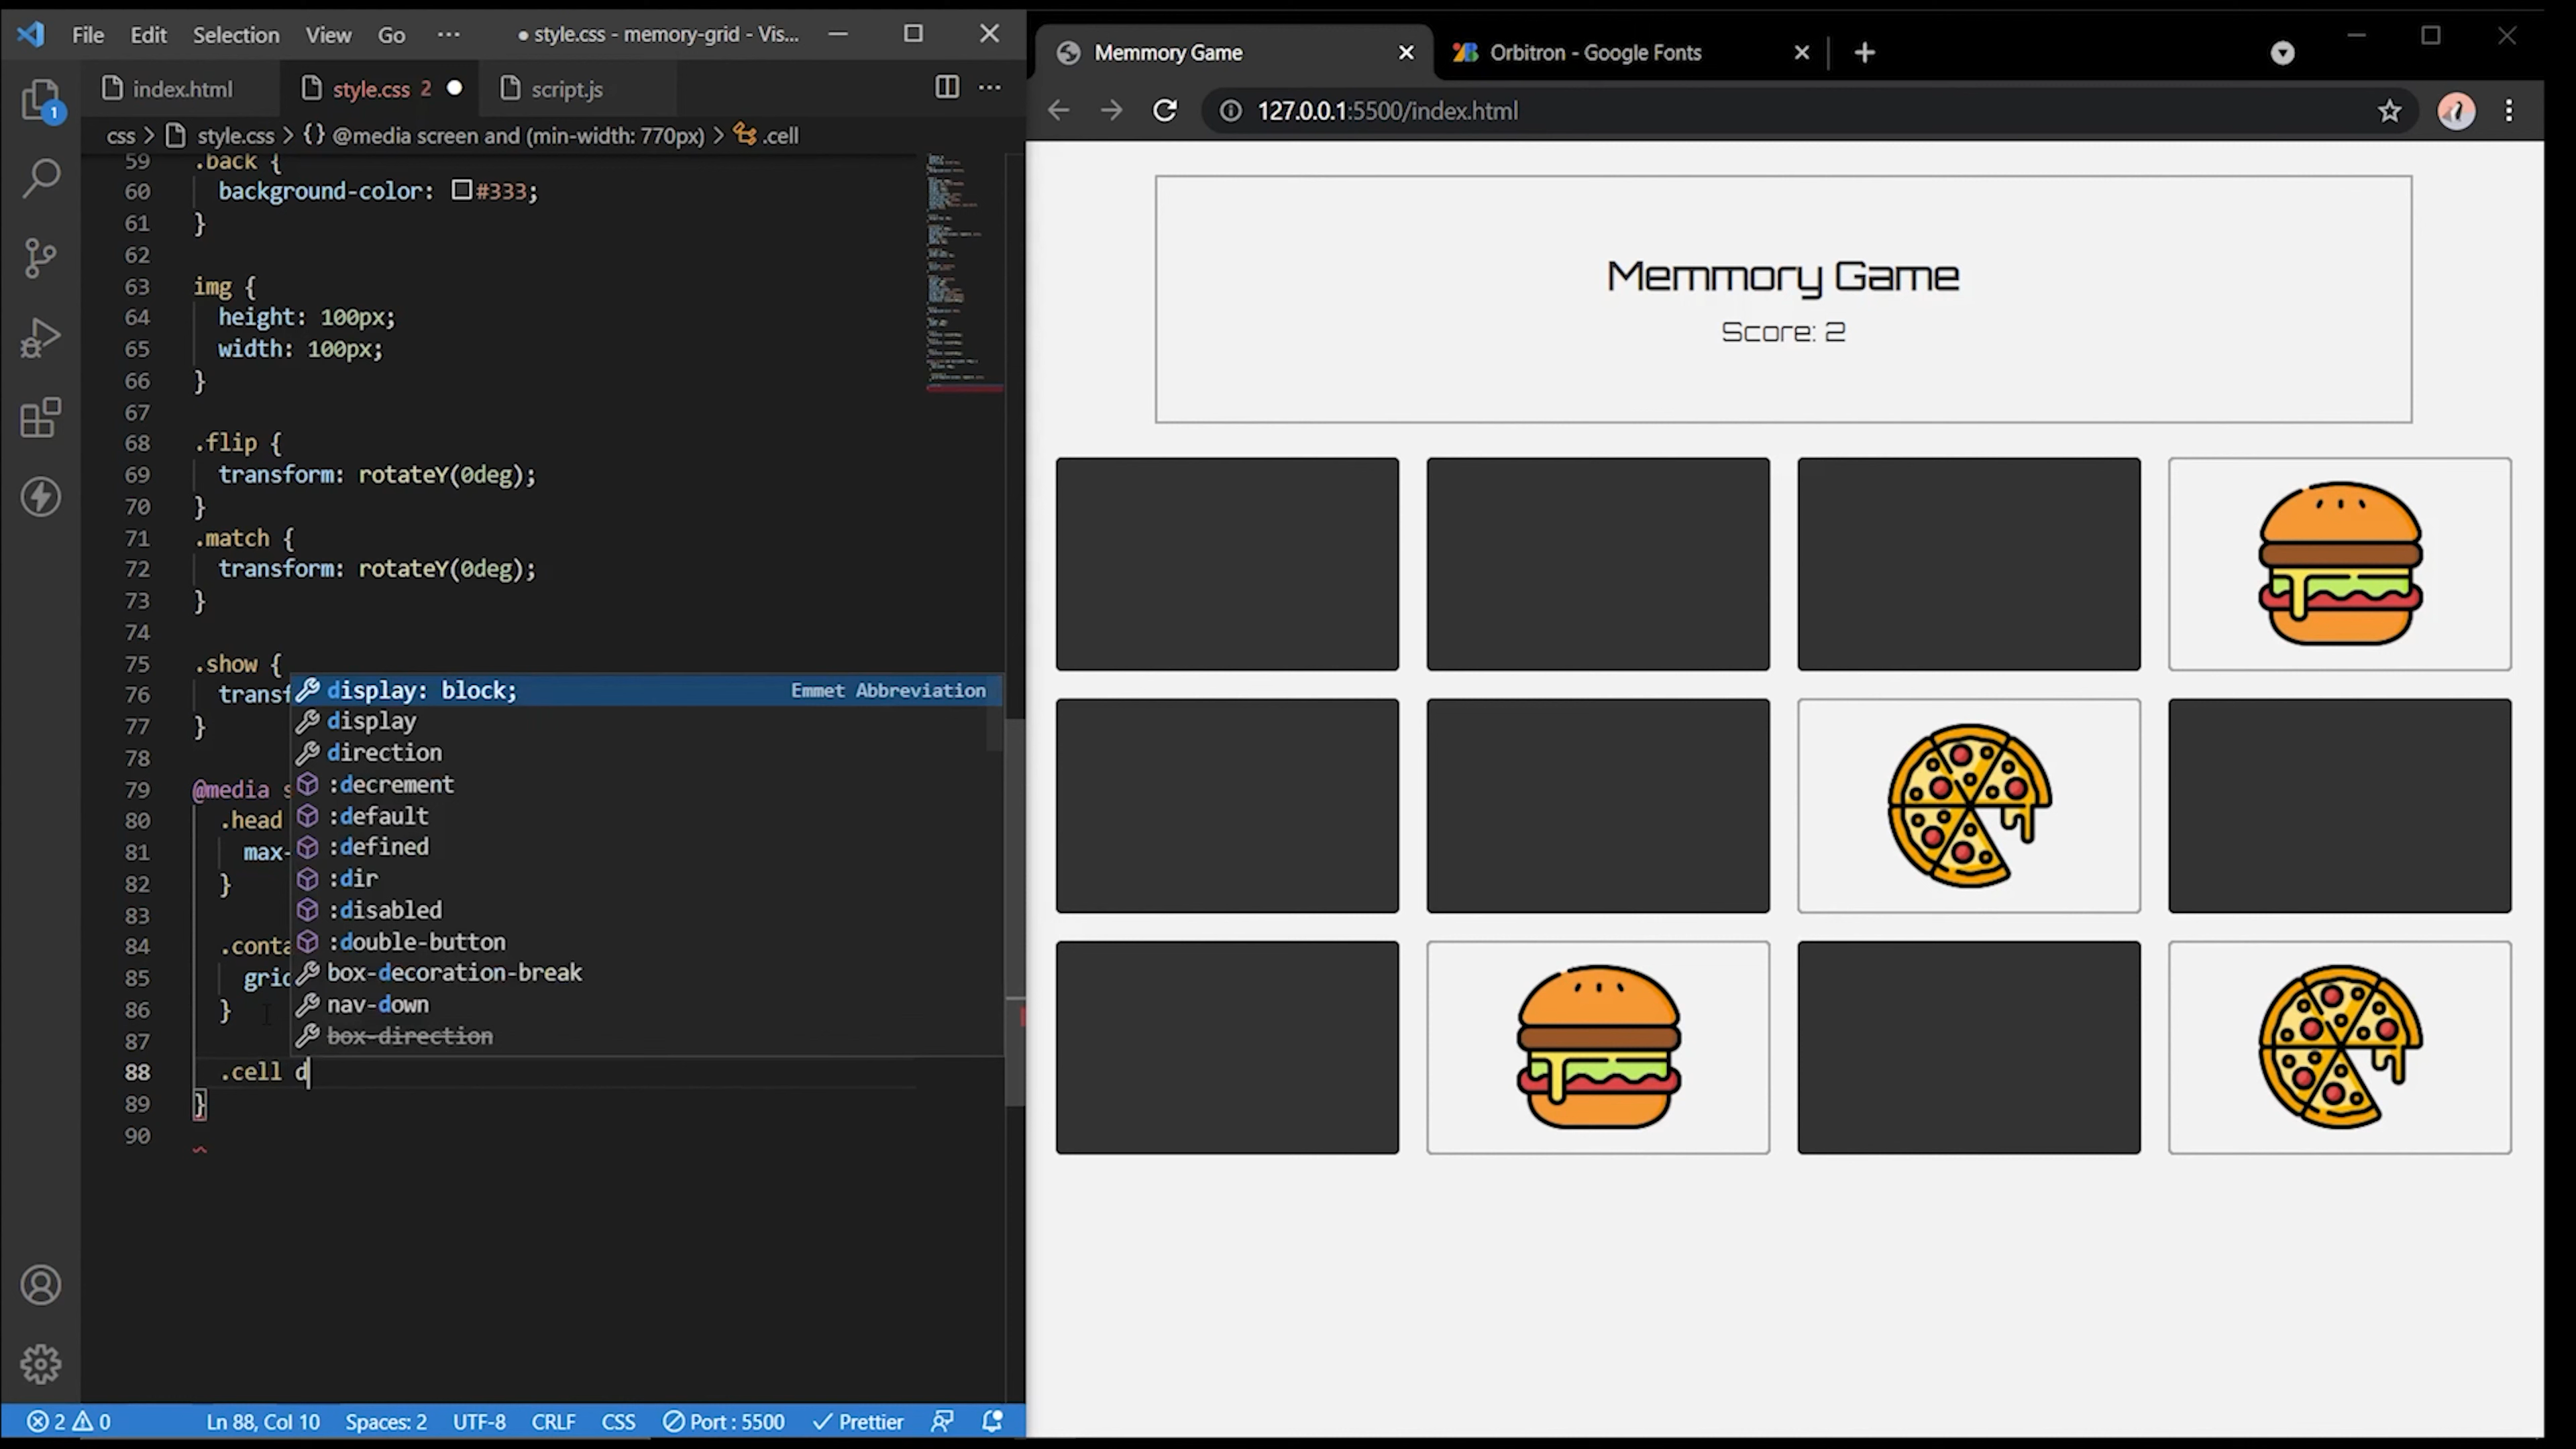 File Edit Selection View Go ··· ● style.css - memory-grid - Vis...
index.html style.css 2 script.js
css > style.css > {} @media screen and (min-width: 770px) > .cell
59 .back {
60 background-color: #333;
61 }
62
63 img {
64 height: 100px;
65 width: 100px;
66 }
67
68 .flip {
69 transform: rotateY(0deg);
70 }
71 .match {
72 transform: rotateY(0deg);
73 }
74
75 .show {
76 transf
77 }
78
79 @media s
80 .head
81 max-
82 }
83
84 .conta
85 grid
86 }
87
88 .cell d
89 }
90
display: block; Emmet Abbreviation
display
direction
:decrement
:default
:defined
:dir
:disabled
:double-button
box-decoration-break
nav-down
box-direction
1
2 0 Ln 88, Col 10 Spaces: 2 UTF-8 CRLF CSS Port : 5500 Prettier
Memmory Game Orbitron - Google Fonts
127.0.0.1:5500/index.html
Memmory Game
Score: 2